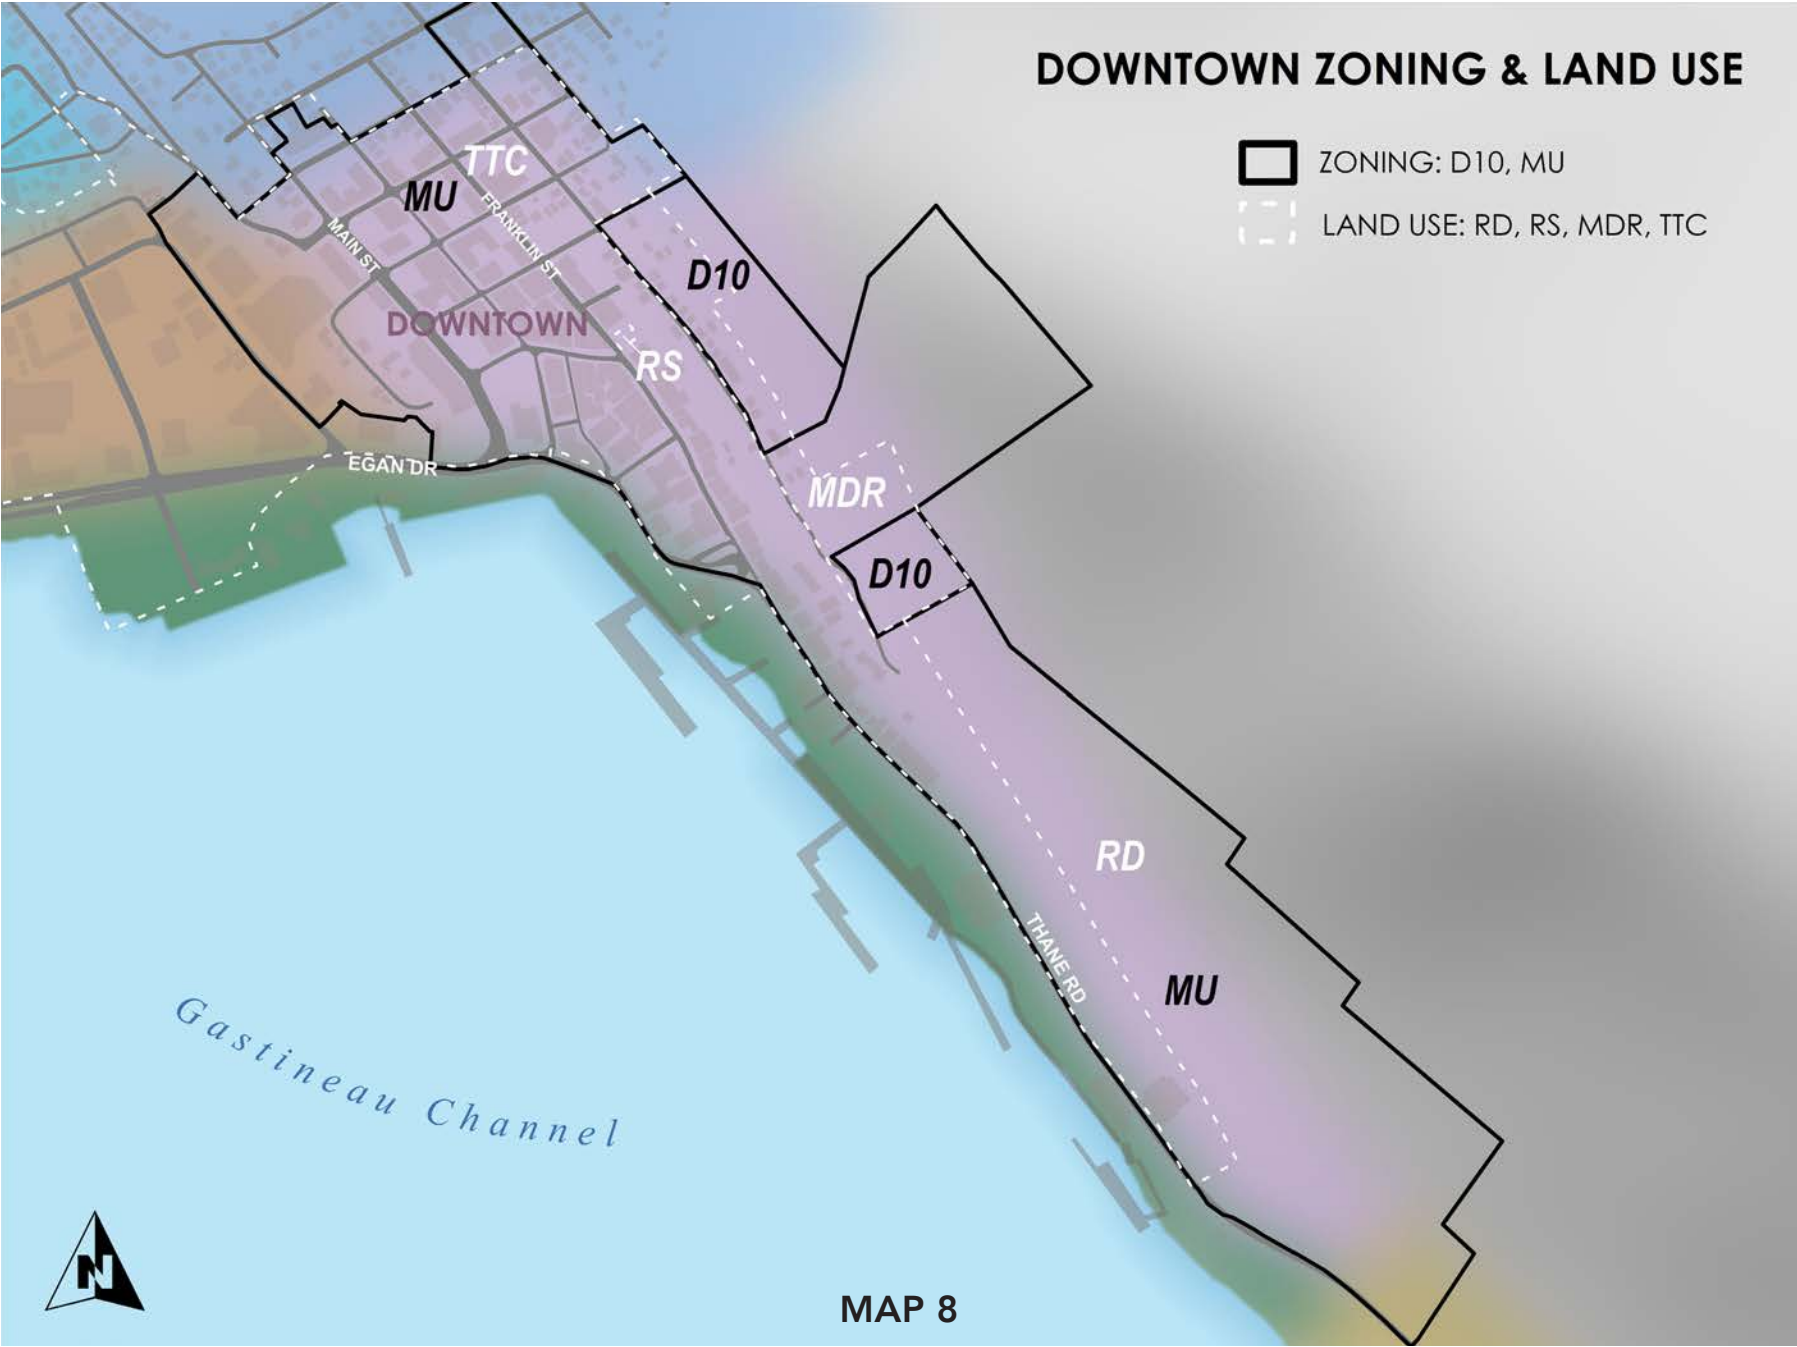 DOWNTOWN ZONING & LAND USE
ZONING: D10, MU
LAND USE: RD, RS, MDR, TTC
TTC
MU
FRANKLIN ST
MAIN ST
D10
DOWNTOWN
RS
EGAN DR
MDR
D10
RD
THANE RD
MU
Gastineau Channel
N
MAP 8